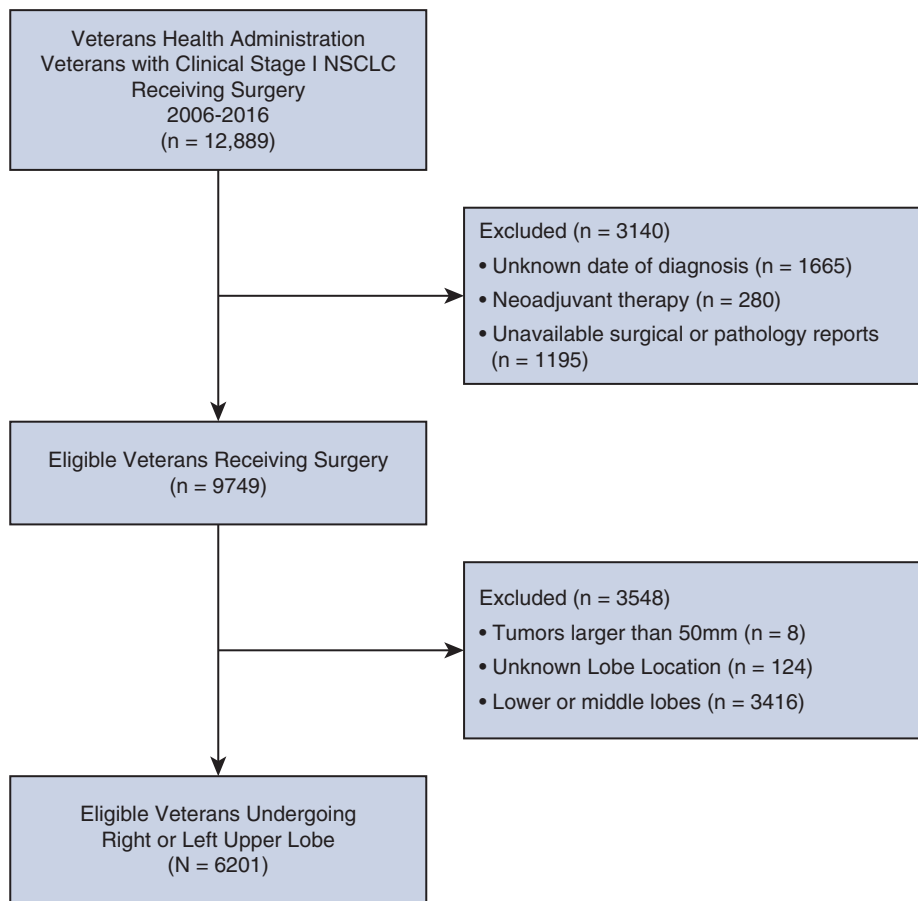 Veterans Health Administration
Veterans with Clinical Stage I NSCLC
Receiving Surgery
2006-2016
(n = 12,889)
Excluded (n = 3140)
• Unknown date of diagnosis (n = 1665)
• Neoadjuvant therapy (n = 280)
• Unavailable surgical or pathology reports
(n = 1195)
Eligible Veterans Receiving Surgery
(n = 9749)
Excluded (n = 3548)
• Tumors larger than 50mm (n = 8)
• Unknown Lobe Location (n = 124)
• Lower or middle lobes (n = 3416)
Eligible Veterans Undergoing
Right or Left Upper Lobe
(N = 6201)